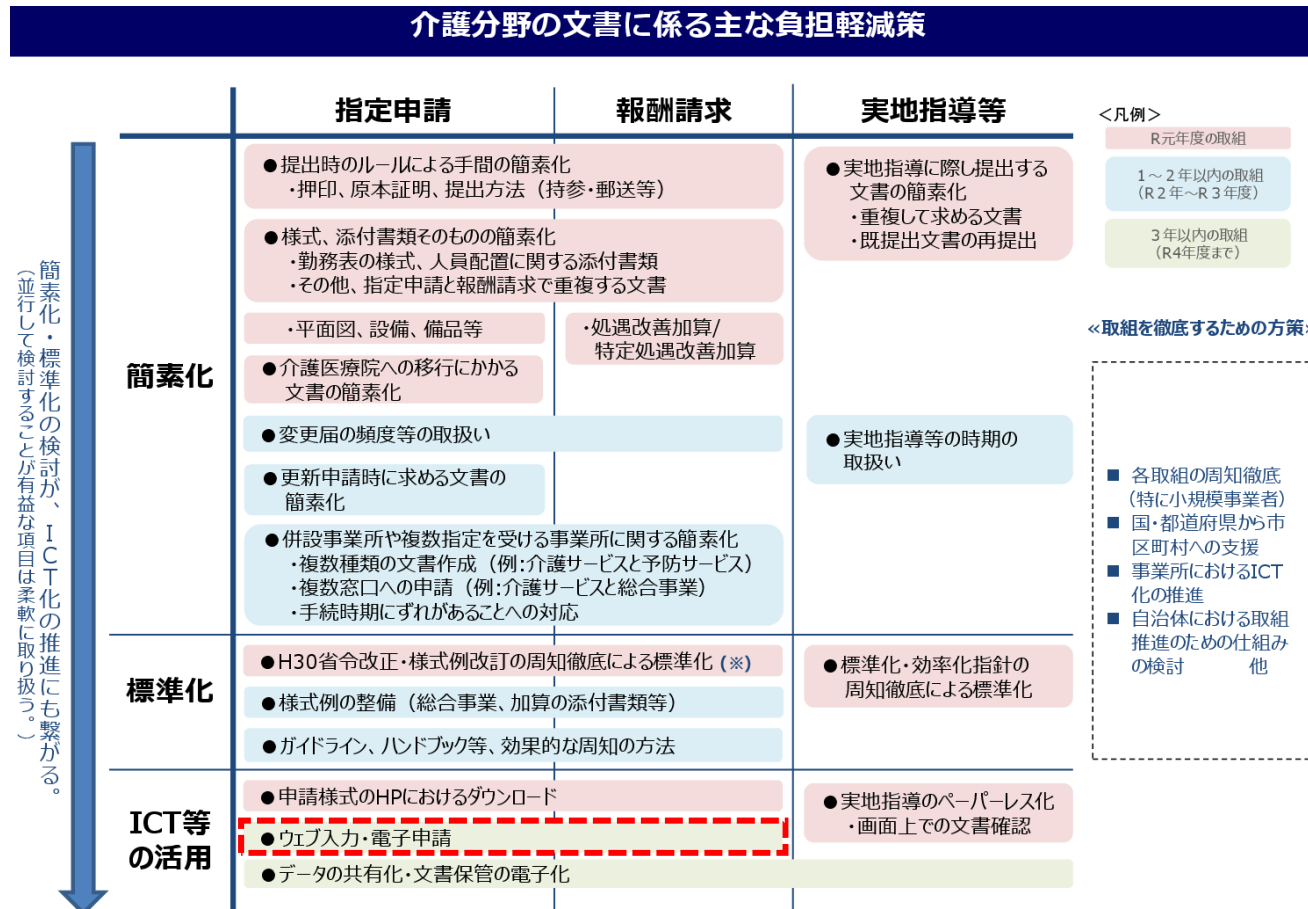 介護分野の文書に係る主な負担軽減策
指定申請
報酬請求
実地指導等
簡素化
●提出時のルールによる手間の簡素化
・押印、原本証明、提出方法（持参・郵送等）
●様式、添付書類そのものの簡素化
・勤務表の様式、人員配置に関する添付書類
・その他、指定申請と報酬請求で重複する文書
・平面図、設備、備品等
・処遇改善加算/
特定処遇改善加算
●介護医療院への移行にかかる
文書の簡素化
●変更届の頻度等の取扱い
●更新申請時に求める文書の
簡素化
●併設事業所や複数指定を受ける事業所に関する簡素化
・複数種類の文書作成（例：介護サービスと予防サービス）
・複数窓口への申請（例：介護サービスと総合事業）
・手続時期にずれがあることへの対応
●実地指導に際し提出する
文書の簡素化
・重複して求める文書
・既提出文書の再提出
●実地指導等の時期の
取扱い
標準化
●H30省令改正・様式例改訂の周知徹底による標準化（※）
●様式例の整備（総合事業、加算の添付書類等）
●ガイドライン、ハンドブック等、効果的な周知の方法
●標準化・効率化指針の
周知徹底による標準化
ICT等
の活用
●申請様式のHPにおけるダウンロード
●ウェブ入力・電子申請
●データの共有化・文書保管の電子化
●実地指導のペーパーレス化
・画面上での文書確認
簡素化・標準化の検討が、ICT化の推進にも繋がる。
（並行して検討することが有益な項目は柔軟に取り扱う。）
＜凡例＞
R元年度の取組
1～2年以内の取組
（R2年～R3年度）
3年以内の取組
（R4年度まで）
≪取組を徹底するための方策≫
■ 各取組の周知徹底
（特に小規模事業者）
■ 国・都道府県から市
区町村への支援
■ 事業所におけるICT
化の推進
■ 自治体における取組
推進のための仕組み
の検討 他